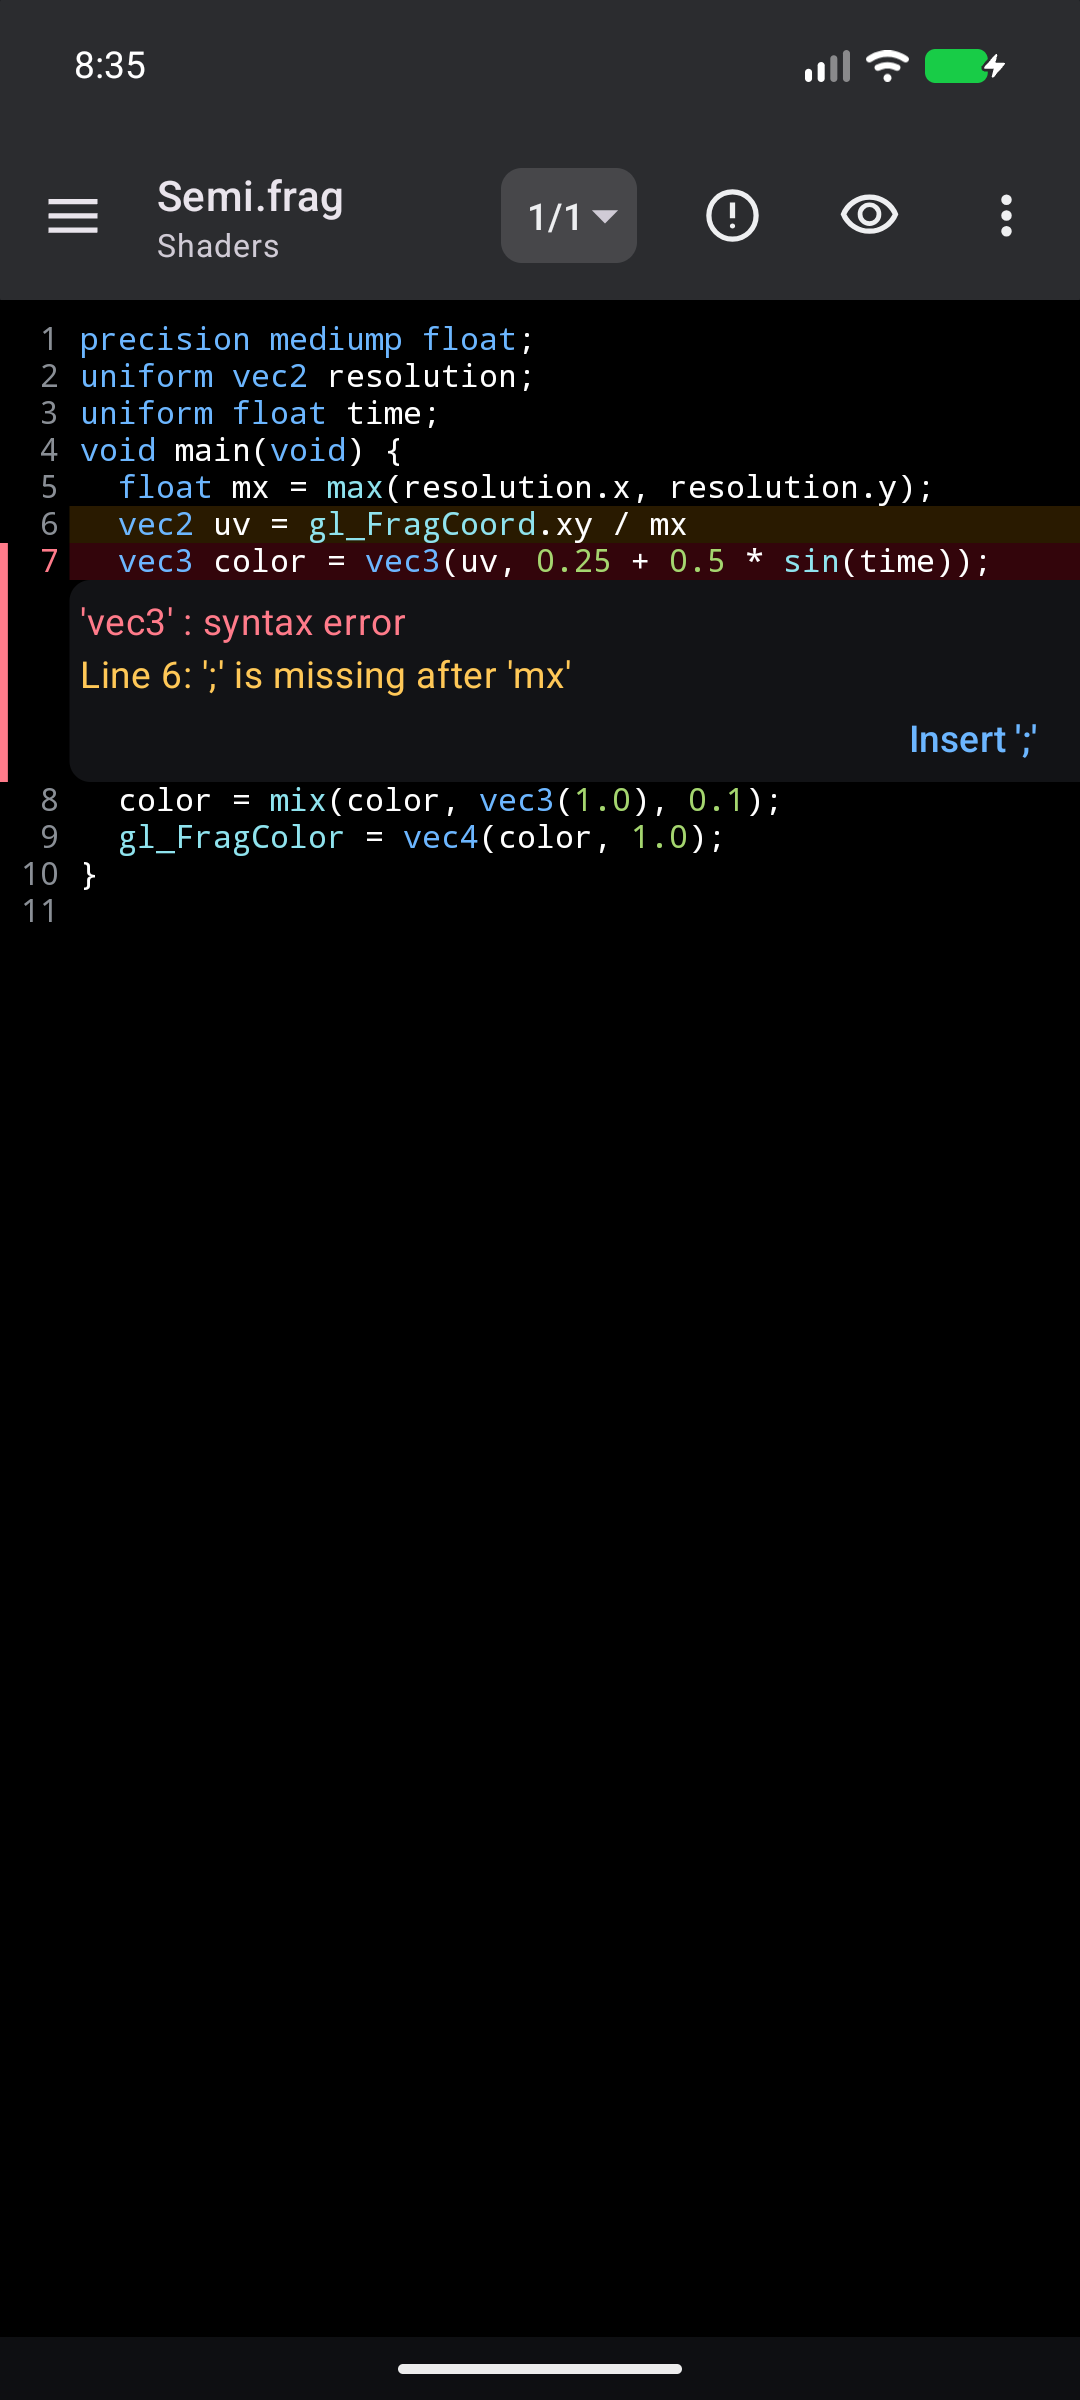 8:35
Semi.frag
Shaders
1/1
1 precision mediump float;
2 uniform vec2 resolution;
3 uniform float time;
4 void main(void) {
5   float mx = max(resolution.x, resolution.y);
6   vec2 uv = gl_FragCoord.xy / mx
7   vec3 color = vec3(uv, 0.25 + 0.5 * sin(time));
'vec3' : syntax error
Line 6: ';' is missing after 'mx'
Insert ';'
8   color = mix(color, vec3(1.0), 0.1);
9   gl_FragColor = vec4(color, 1.0);
10 }
11